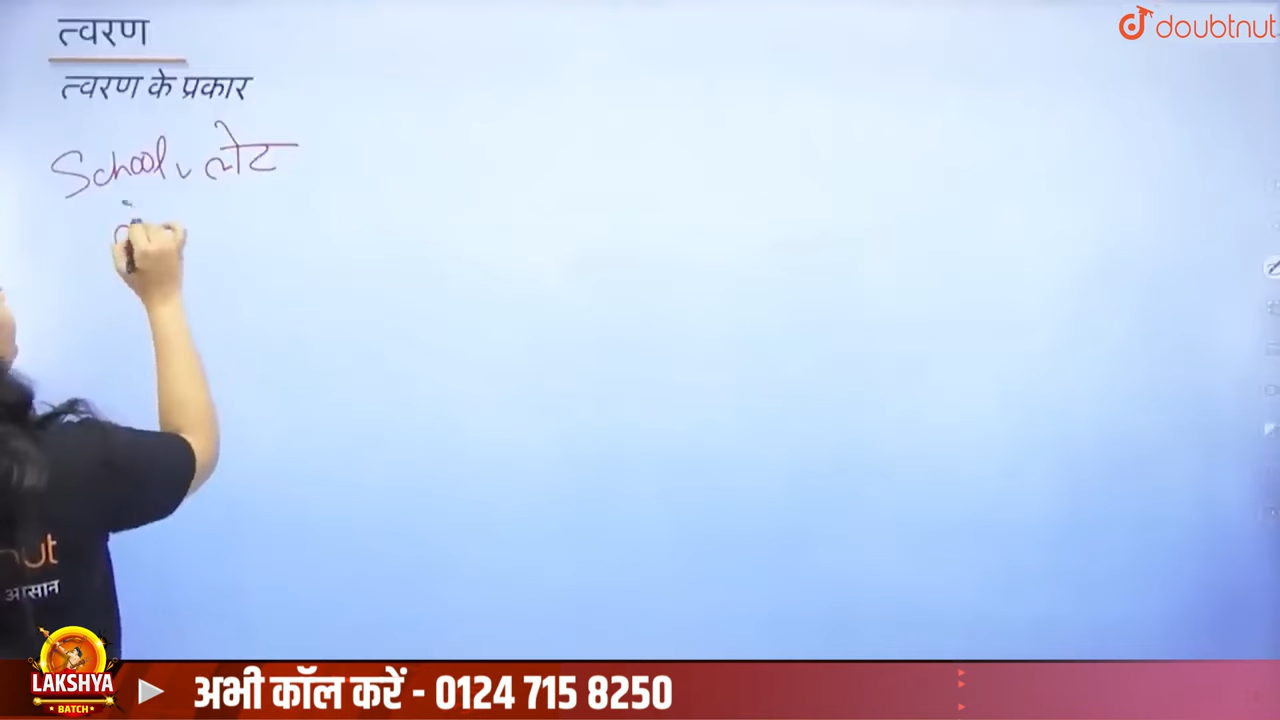 त्वरण
doubtnut
त्वरण के प्रकार
School, लेट
nut
आसान
LAKSHYA
BATCH
अभी कॉल करें - 0124 715 8250